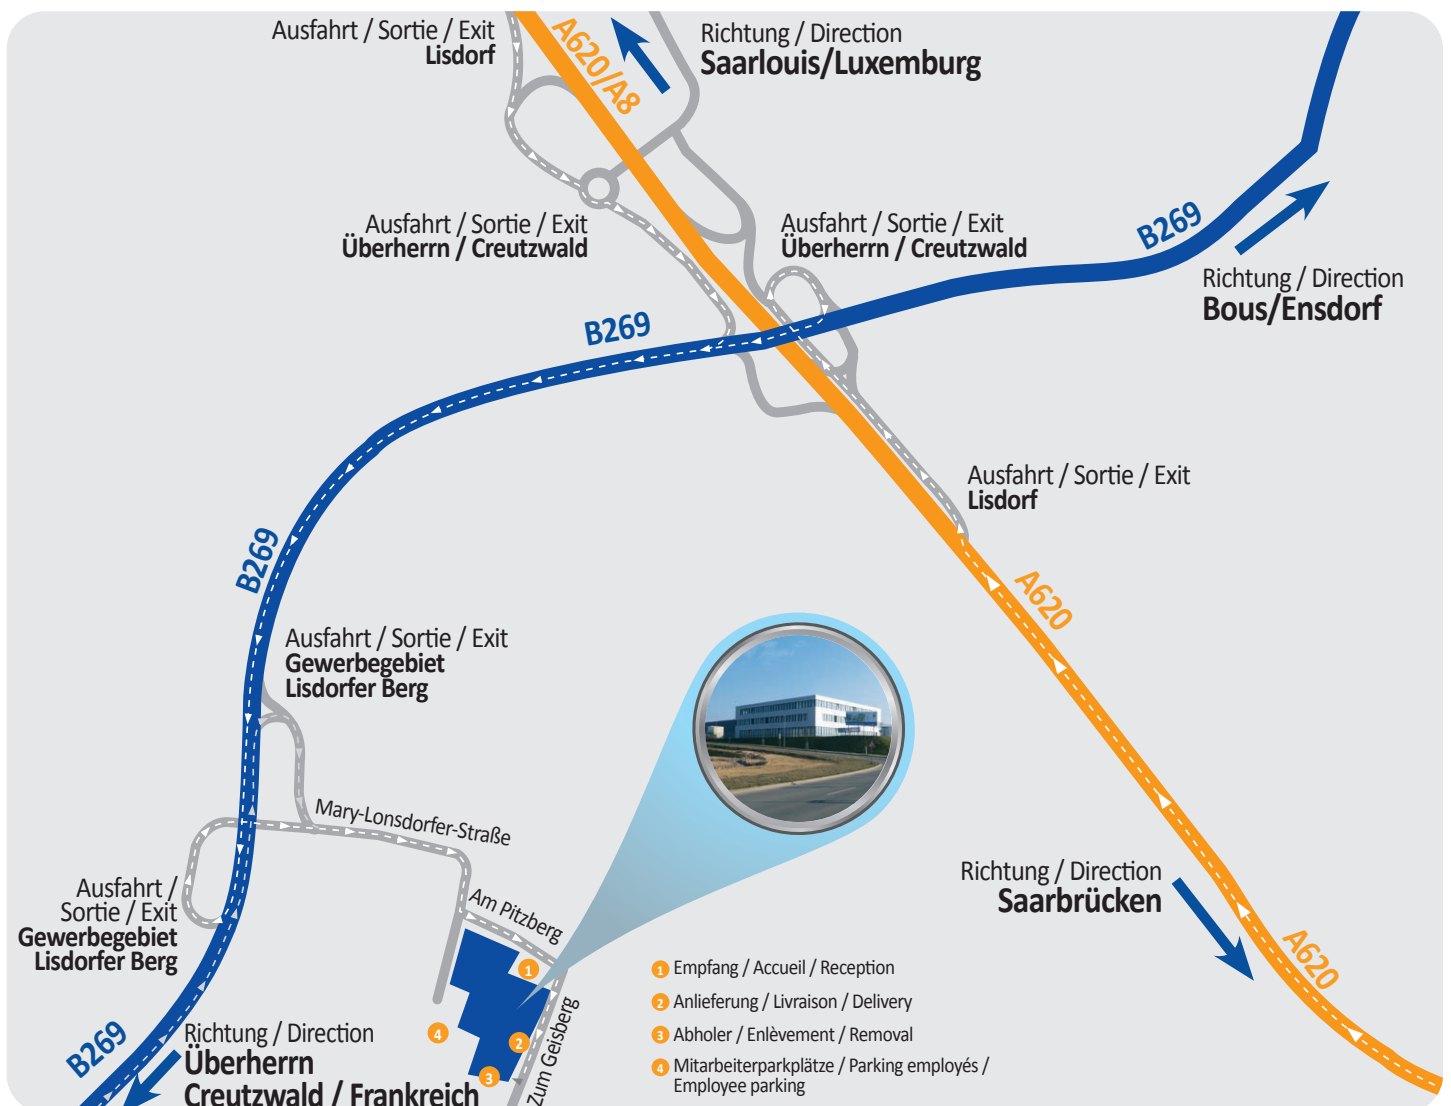 Ausfahrt / Sortie / Exit
Lisdorf
A620/A8
Richtung / Direction
Saarlouis/Luxemburg
Ausfahrt / Sortie / Exit
Überherrn / Creutzwald
Ausfahrt / Sortie / Exit
Überherrn / Creutzwald
B269
Richtung / Direction
Bous/Ensdorf
B269
Ausfahrt / Sortie / Exit
Lisdorf
B269
A620
Ausfahrt / Sortie / Exit
Gewerbegebiet
Lisdorfer Berg
Mary-Lonsdorfer-Straße
Ausfahrt /
Sortie / Exit
Gewerbegebiet
Lisdorfer Berg
Am Pitzberg
Richtung / Direction
Saarbrücken
A620
1 Empfang / Accueil / Reception
2 Anlieferung / Livraison / Delivery
3 Abholer / Enlèvement / Removal
4 Mitarbeiterparkplätze / Parking employés /
Employee parking
1
2
3
4
Zum Geisberg
B269
Richtung / Direction
Überherrn
Creutzwald / Frankreich